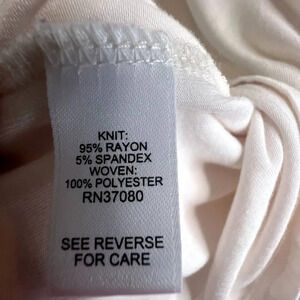 KNIT:
95% RAYON
5% SPANDEX
WOVEN:
100% POLYESTER
RN37080
SEE REVERSE
FOR CARE